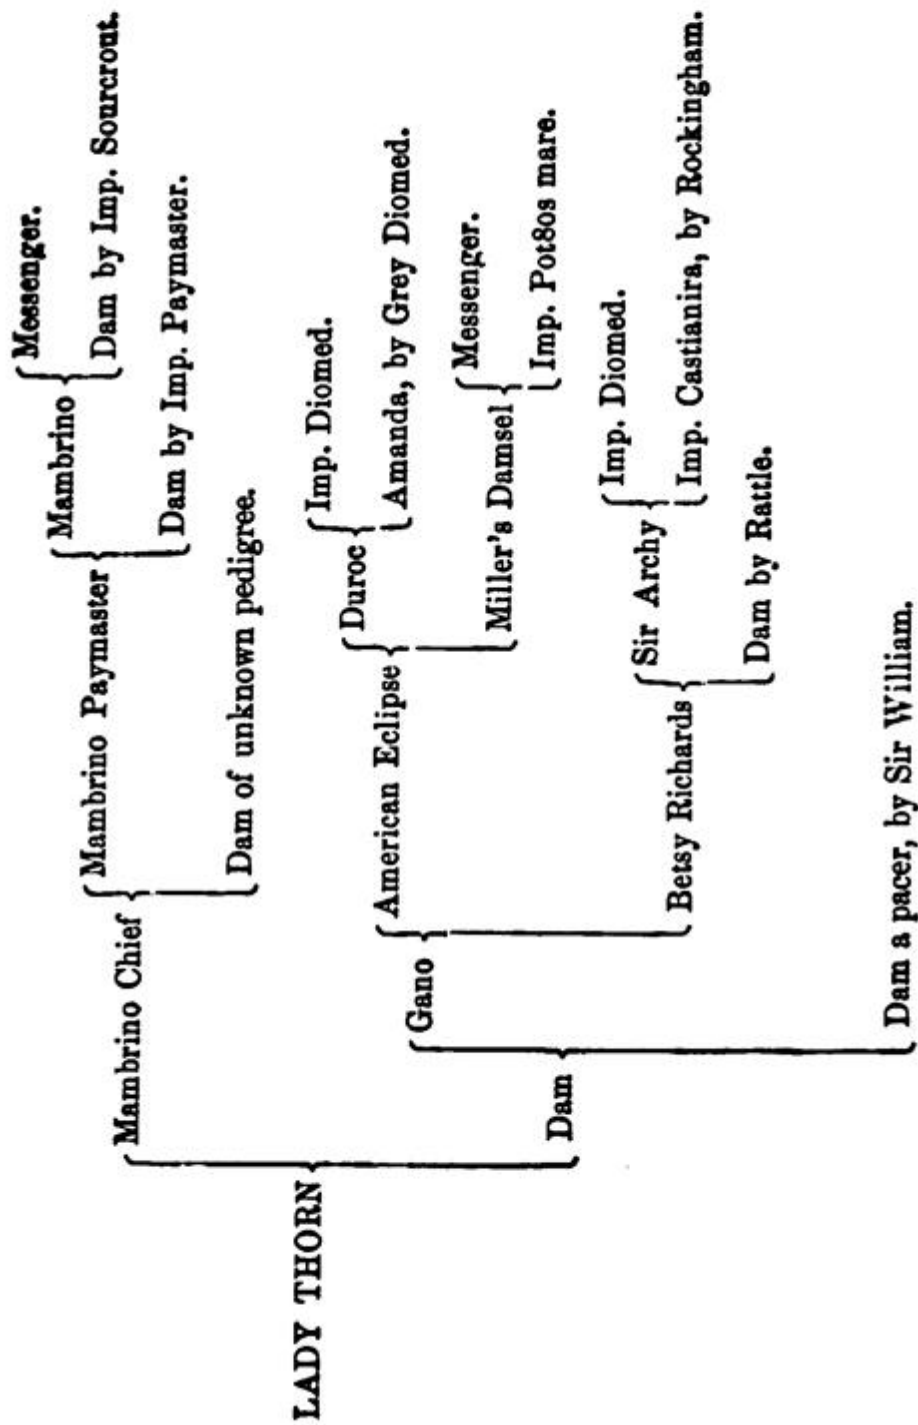 LADY THORN
Mambrino Chief
Mambrino Paymaster
Mambrino
Messenger.
Dam by Imp. Sourcrout.
Dam by Imp. Paymaster.
Dam of unknown pedigree.
Dam
Gano
American Eclipse
Duroc
Imp. Diomed.
Amanda, by Grey Diomed.
Miller's Damsel
Messenger.
Imp. Pot8os mare.
Betsy Richards
Sir Archy
Imp. Diomed.
Imp. Castianira, by Rockingham.
Dam by Rattle.
Dam a pacer, by Sir William.